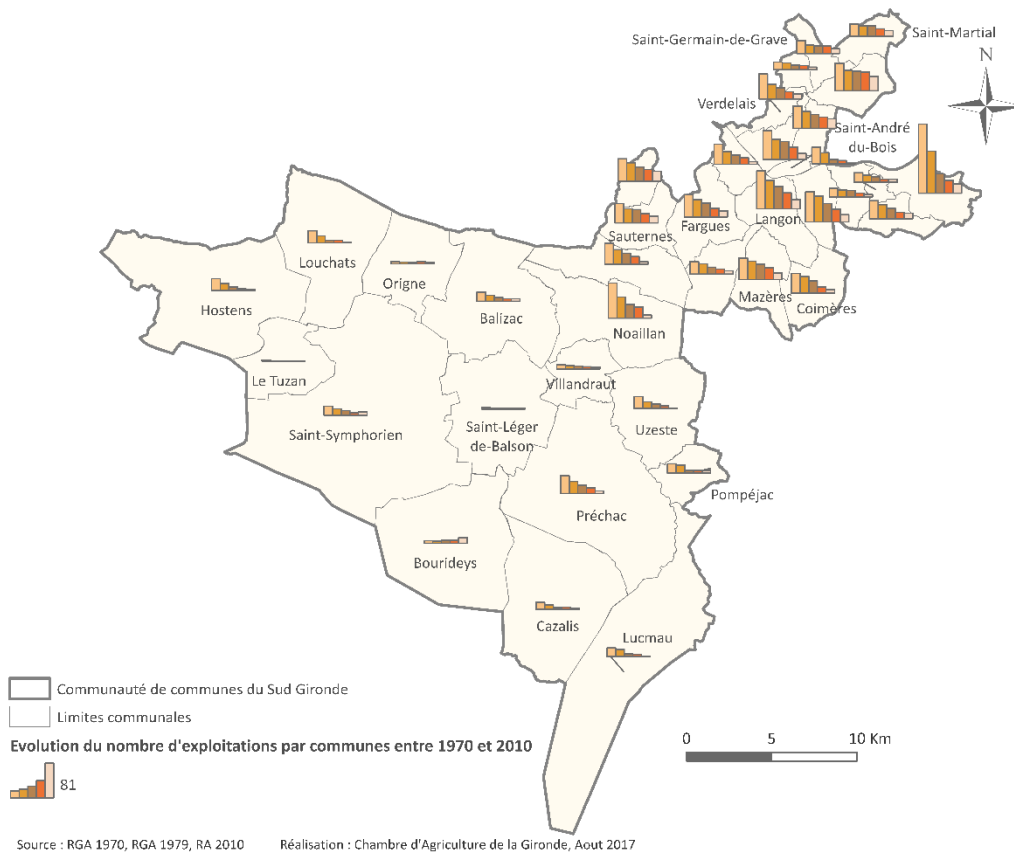 Saint-Germain-de-Grave
Saint-Martial
N
Verdelais
Saint-André
du-Bois
Sauternes
Fargues
Langon
Louchats
Origne
Hostens
Balizac
Mazères
Coimères
Noaillan
Le Tuzan
Villandraut
Saint-Symphorien
Saint-Léger
de-Balson
Uzeste
Pompéjac
Préchac
Bourideys
Cazalis
Lucmau
Communauté de communes du Sud Gironde
Limites communales
Evolution du nombre d'exploitations par communes entre 1970 et 2010
81
0 5 10 Km
Source : RGA 1970, RGA 1979, RA 2010 Réalisation : Chambre d'Agriculture de la Gironde, Aout 2017